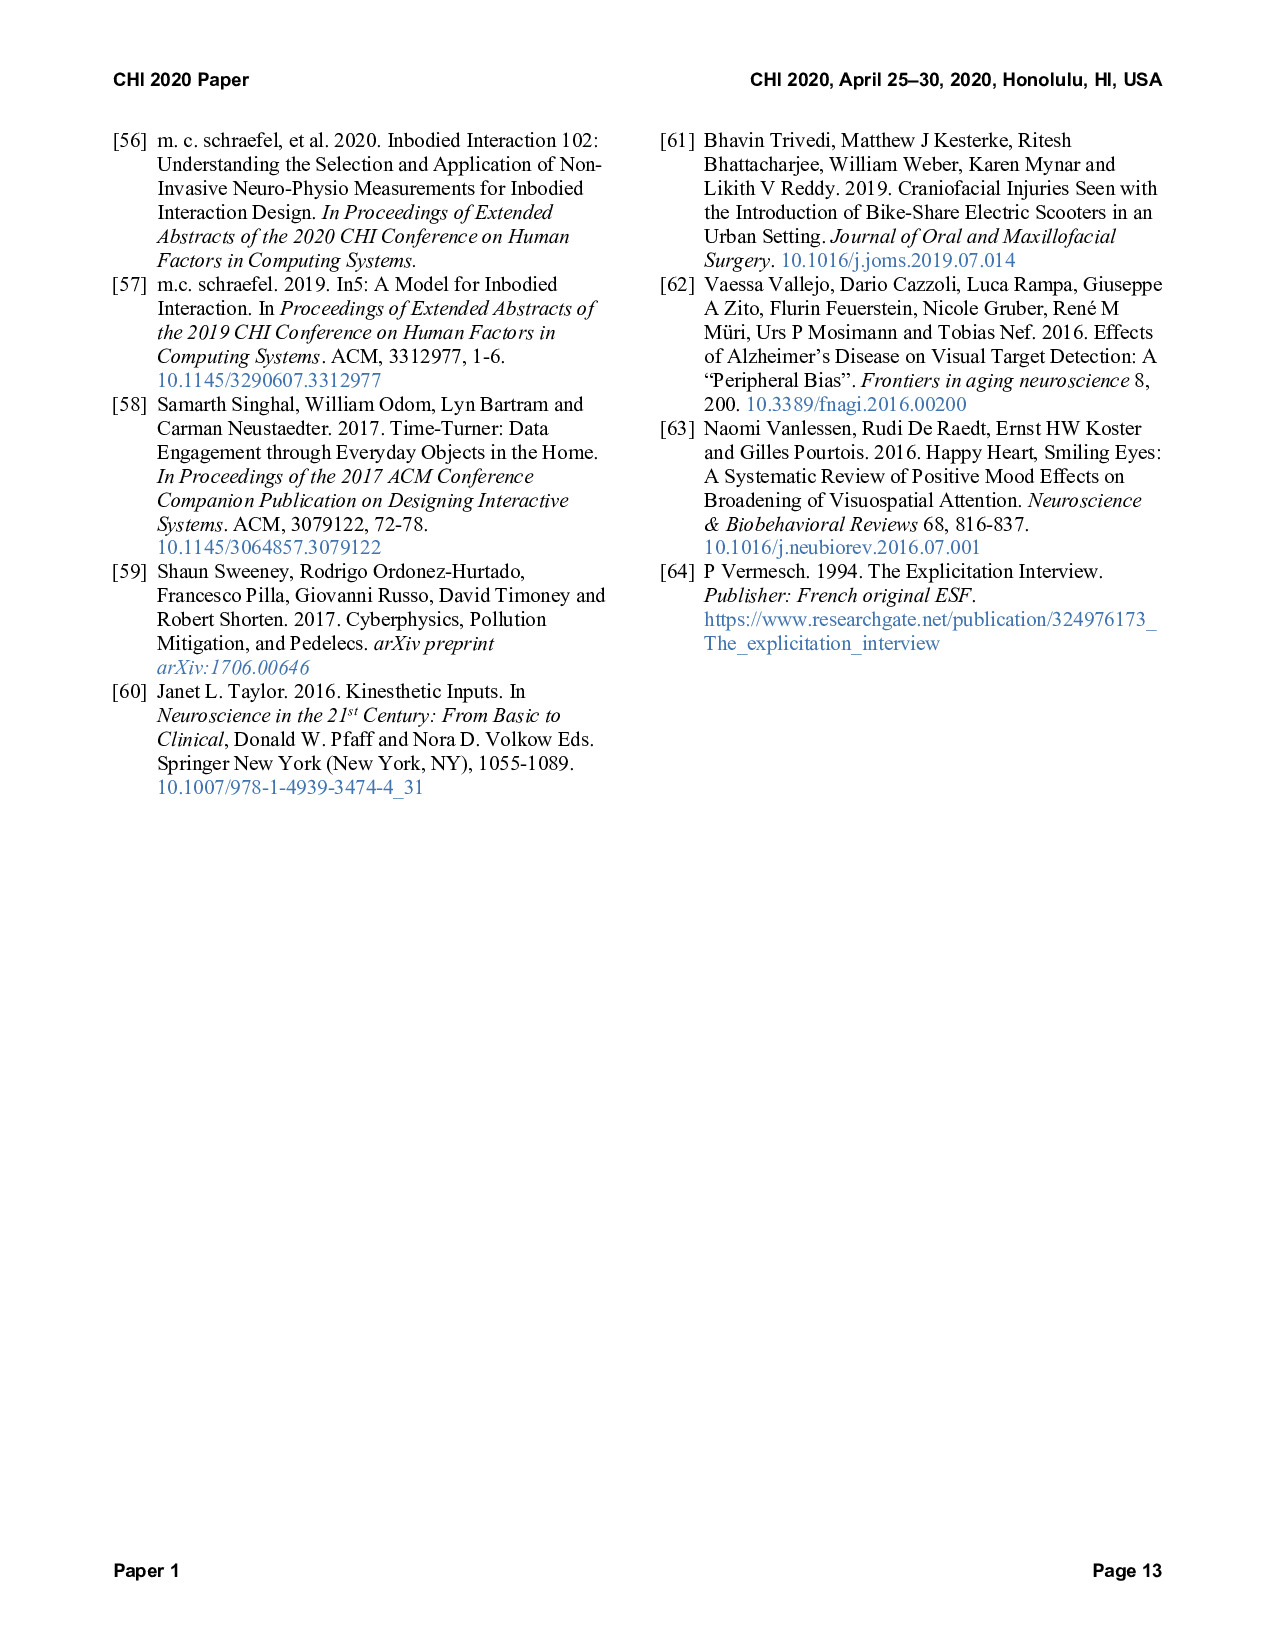 CHI 2020 Paper
CHI 2020, April 25–30, 2020, Honolulu, HI, USA
[56] m. c. schraefel, et al. 2020. Inbodied Interaction 102:
Understanding the Selection and Application of Non-
Invasive Neuro-Physio Measurements for Inbodied
Interaction Design. In Proceedings of Extended
Abstracts of the 2020 CHI Conference on Human
Factors in Computing Systems.
[57] m.c. schraefel. 2019. In5: A Model for Inbodied
Interaction. In Proceedings of Extended Abstracts of
the 2019 CHI Conference on Human Factors in
Computing Systems. ACM, 3312977, 1-6.
10.1145/3290607.3312977
[58] Samarth Singhal, William Odom, Lyn Bartram and
Carman Neustaedter. 2017. Time-Turner: Data
Engagement through Everyday Objects in the Home.
In Proceedings of the 2017 ACM Conference
Companion Publication on Designing Interactive
Systems. ACM, 3079122, 72-78.
10.1145/3064857.3079122
[59] Shaun Sweeney, Rodrigo Ordonez-Hurtado,
Francesco Pilla, Giovanni Russo, David Timoney and
Robert Shorten. 2017. Cyberphysics, Pollution
Mitigation, and Pedelecs. arXiv preprint
arXiv:1706.00646
[60] Janet L. Taylor. 2016. Kinesthetic Inputs. In
Neuroscience in the 21st Century: From Basic to
Clinical, Donald W. Pfaff and Nora D. Volkow Eds.
Springer New York (New York, NY), 1055-1089.
10.1007/978-1-4939-3474-4_31
[61] Bhavin Trivedi, Matthew J Kesterke, Ritesh
Bhattacharjee, William Weber, Karen Mynar and
Likith V Reddy. 2019. Craniofacial Injuries Seen with
the Introduction of Bike-Share Electric Scooters in an
Urban Setting. Journal of Oral and Maxillofacial
Surgery. 10.1016/j.joms.2019.07.014
[62] Vaessa Vallejo, Dario Cazzoli, Luca Rampa, Giuseppe
A Zito, Flurin Feuerstein, Nicole Gruber, René M
Müri, Urs P Mosimann and Tobias Nef. 2016. Effects
of Alzheimer’s Disease on Visual Target Detection: A
“Peripheral Bias”. Frontiers in aging neuroscience 8,
200. 10.3389/fnagi.2016.00200
[63] Naomi Vanlessen, Rudi De Raedt, Ernst HW Koster
and Gilles Pourtois. 2016. Happy Heart, Smiling Eyes:
A Systematic Review of Positive Mood Effects on
Broadening of Visuospatial Attention. Neuroscience
& Biobehavioral Reviews 68, 816-837.
10.1016/j.neubiorev.2016.07.001
[64] P Vermesch. 1994. The Explicitation Interview.
Publisher: French original ESF.
https://www.researchgate.net/publication/324976173_
The_explicitation_interview
Paper 1
Page 13